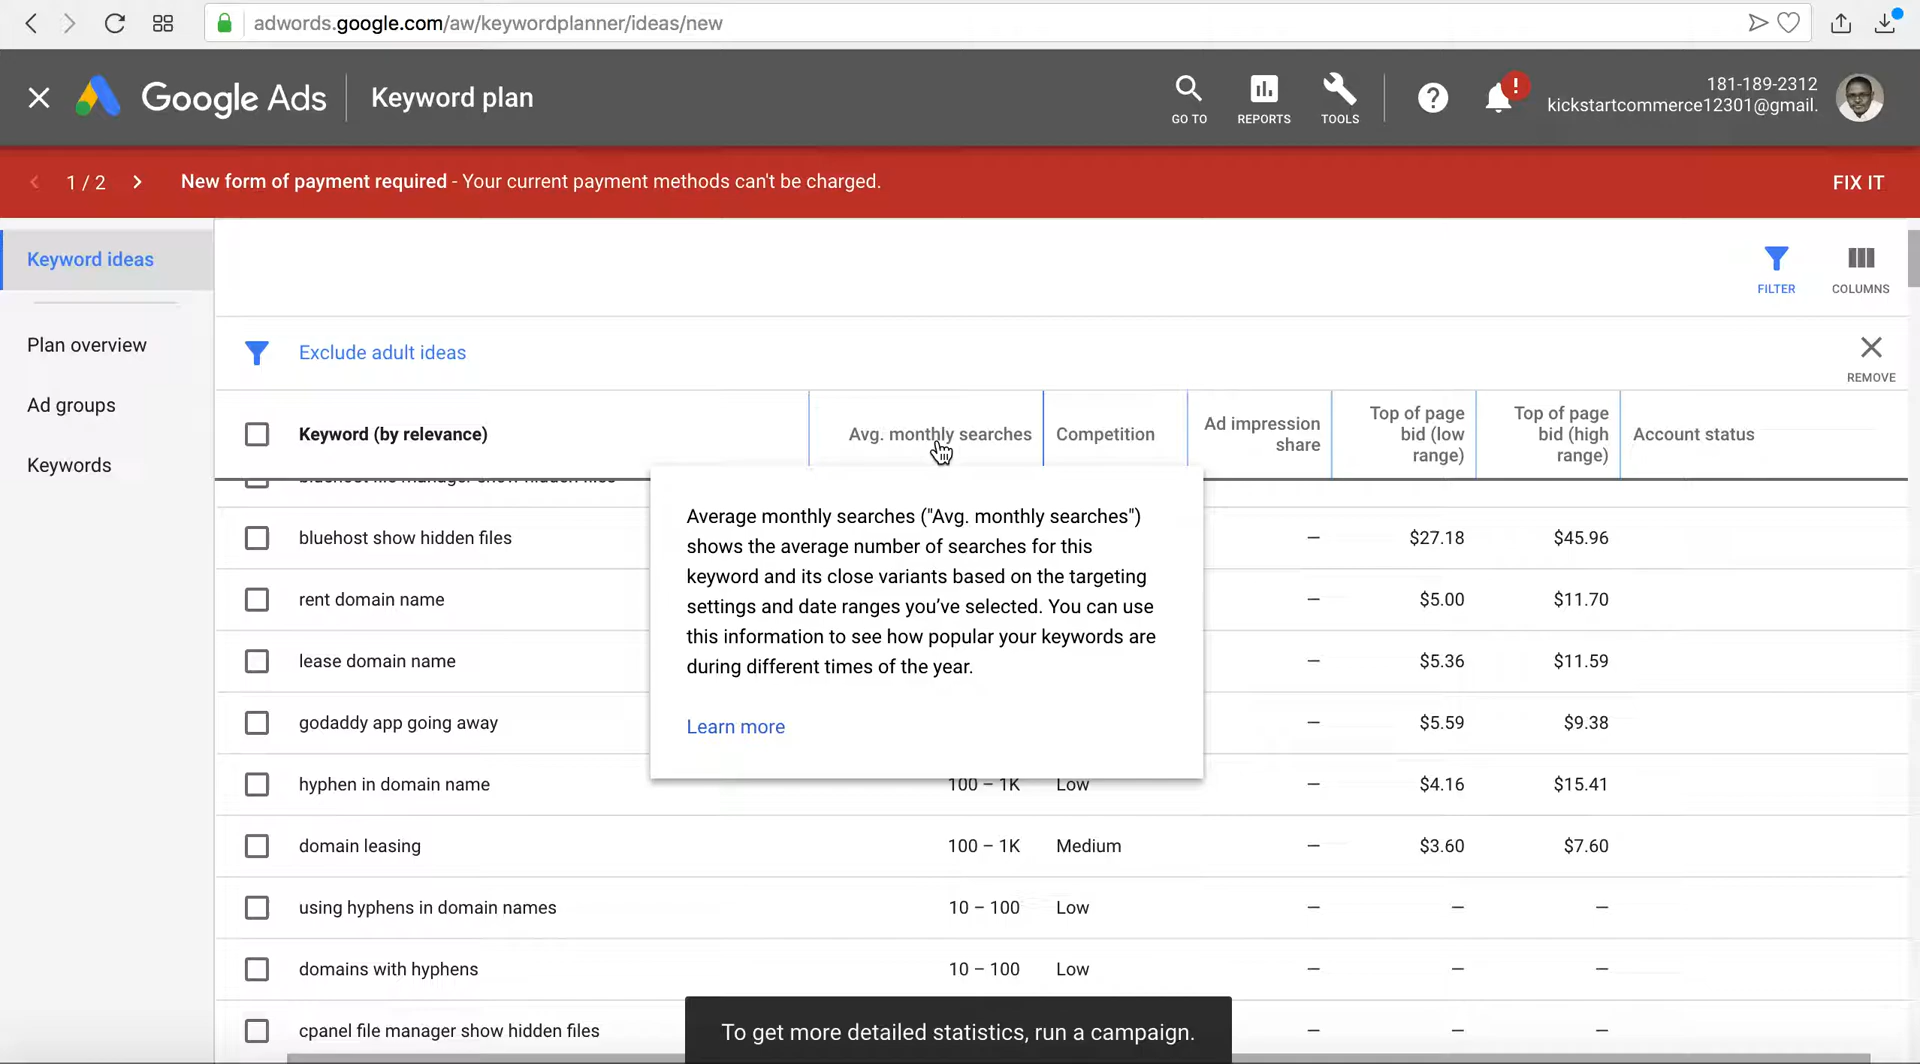 adwords.google.com/aw/keywordplanner/ideas/new
Google Ads
Keyword plan
GO TO
REPORTS
TOOLS
?
!
181-189-2312
kickstartcommerce12301@gmail.
1 / 2
New form of payment required - Your current payment methods can't be charged.
FIX IT
Keyword ideas
Plan overview
Ad groups
Keywords
FILTER
COLUMNS
Exclude adult ideas
REMOVE
Keyword (by relevance)
Avg. monthly searches
Competition
Ad impression
share
Top of page
bid (low
range)
Top of page
bid (high
range)
Account status
bluehost file manager show hidden files
bluehost show hidden files
–
$27.18
$45.96
rent domain name
–
$5.00
$11.70
lease domain name
–
$5.36
$11.59
godaddy app going away
–
$5.59
$9.38
Average monthly searches ("Avg. monthly searches")
shows the average number of searches for this
keyword and its close variants based on the targeting
settings and date ranges you've selected. You can use
this information to see how popular your keywords are
during different times of the year.
Learn more
hyphen in domain name
100 – 1K
Low
–
$4.16
$15.41
domain leasing
100 – 1K
Medium
–
$3.60
$7.60
using hyphens in domain names
10 – 100
Low
–
–
–
domains with hyphens
10 – 100
Low
–
–
–
cpanel file manager show hidden files
–
–
–
To get more detailed statistics, run a campaign.